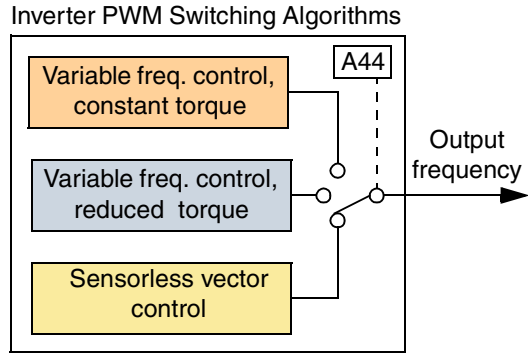 Inverter PWM Switching Algorithms
A44
Variable freq. control,
constant torque
Output
frequency
Variable freq. control,
reduced torque
Sensorless vector
control